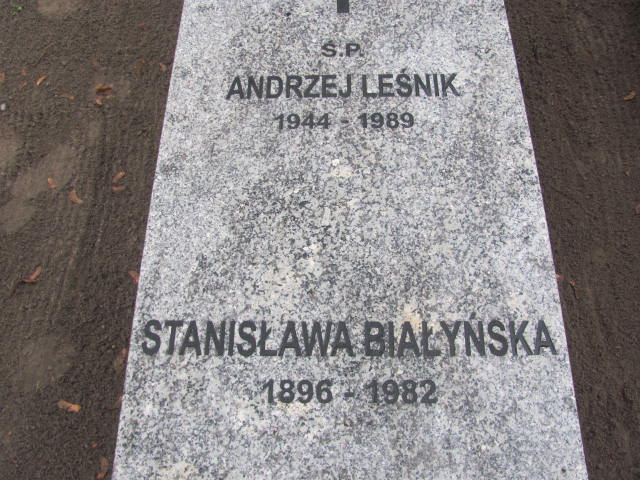 Ś.P.
ANDRZEJ LEŚNIK
1944 - 1989
STANISŁAWA BIAŁYŃSKA
1896 - 1982